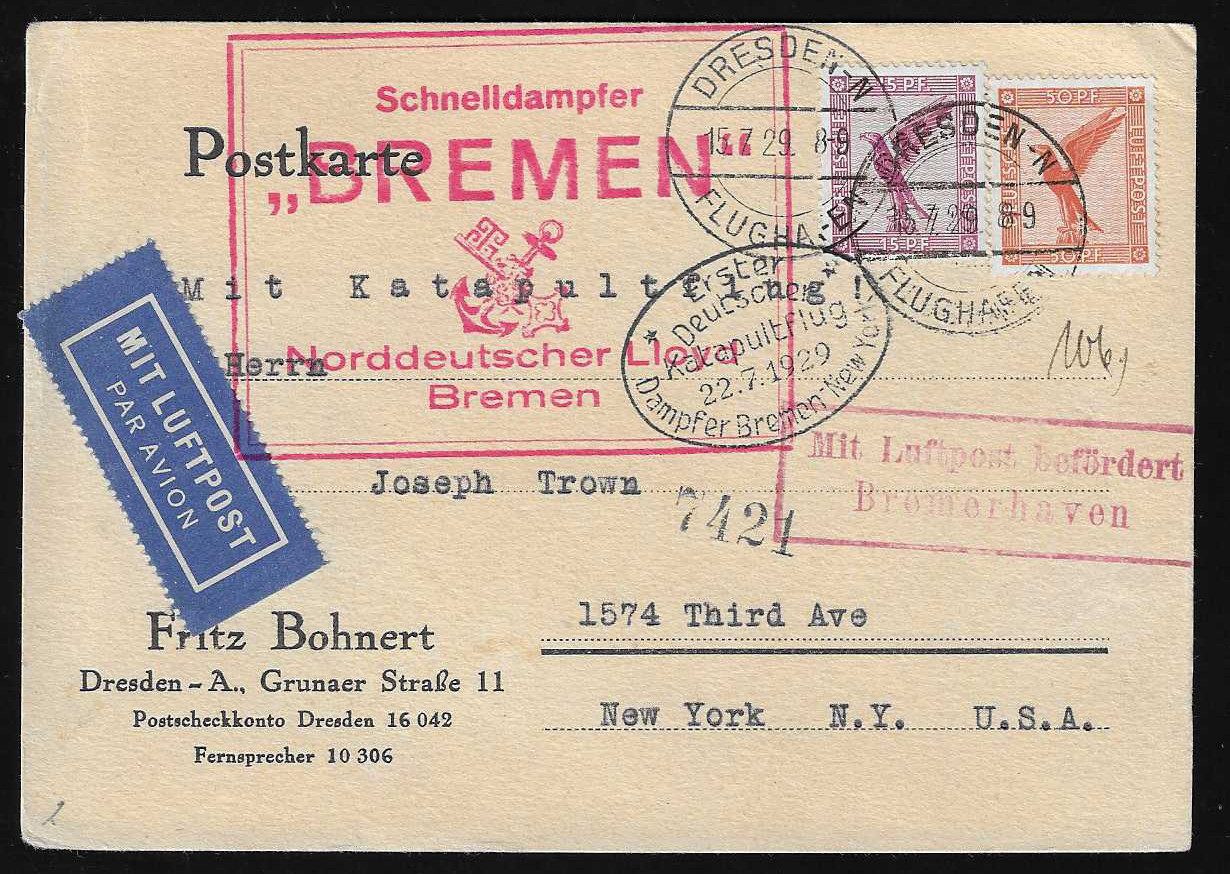 Schnelldampfer
Postkarte
„BREMEN“
Mit Katapultflug!
Norddeutscher Lloyd
Bremen
Herrn
Joseph Trown
1574 Third Ave
New York N.Y. U.S.A.
MIT LUFTPOST
PAR AVION
Fritz Bohnert
Dresden-A., Grunaer Straße 11
Postscheckkonto Dresden 16 042
Fernsprecher 10 306
DRESDEN-N
15.7.29. 8-9
FLUGHAFEN
DRESDEN-N
15.7.29. 8-9
FLUGHAFEN
15·PF
DEUTSCHE
FLUGPOST
15·PF
50·PF
DEUTSCHE
LUFTPOST
50·PF
Erster
Deutscher
Katapultflug
22.7.1929
Dampfer Bremen-New York
Mit Luftpost befördert
Bremerhaven
7421